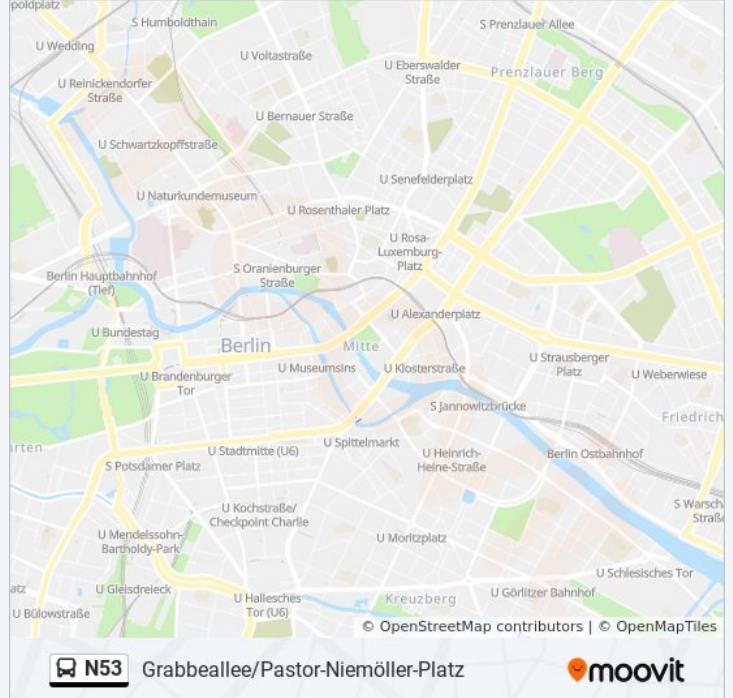 poldplatz
S Humboldthain
S Prenzlauer Allee
U Wedding
U Voltastraße
U Eberswalder
Straße
Prenzlauer Berg
U Reinickendorfer
Straße
U Bernauer Straße
U Schwartzkopffstraße
U Senefelderplatz
U Naturkundemuseum
U Rosenthaler Platz
U Rosa-
Luxemburg-
Platz
Berlin Hauptbahnhof
(Tief)
S Oranienburger
Straße
U Alexanderplatz
U Bundestag
Berlin
Mitte
U Strausberger
Platz
U Museumsins
U Klosterstraße
U Weberwiese
U Brandenburger
Tor
S Jannowitzbrücke
Friedrich
rten
U Stadtmitte (U6)
U Spittelmarkt
U Heinrich-
Heine-Straße
Berlin Ostbahnhof
S Potsdamer Platz
S Warsch
Straße
U Kochstraße/
Checkpoint Charlie
U Mendelssohn-
Bartholdy-Park
U Moritzplatz
U Schlesisches Tor
atz
U Gleisdreieck
U Hallesches
Tor (U6)
Kreuzberg
U Görlitzer Bahnhof
U Bülowstraße
© OpenStreetMap contributors | © OpenMapTiles
N53 Grabbeallee/Pastor-Niemöller-Platz
moovit